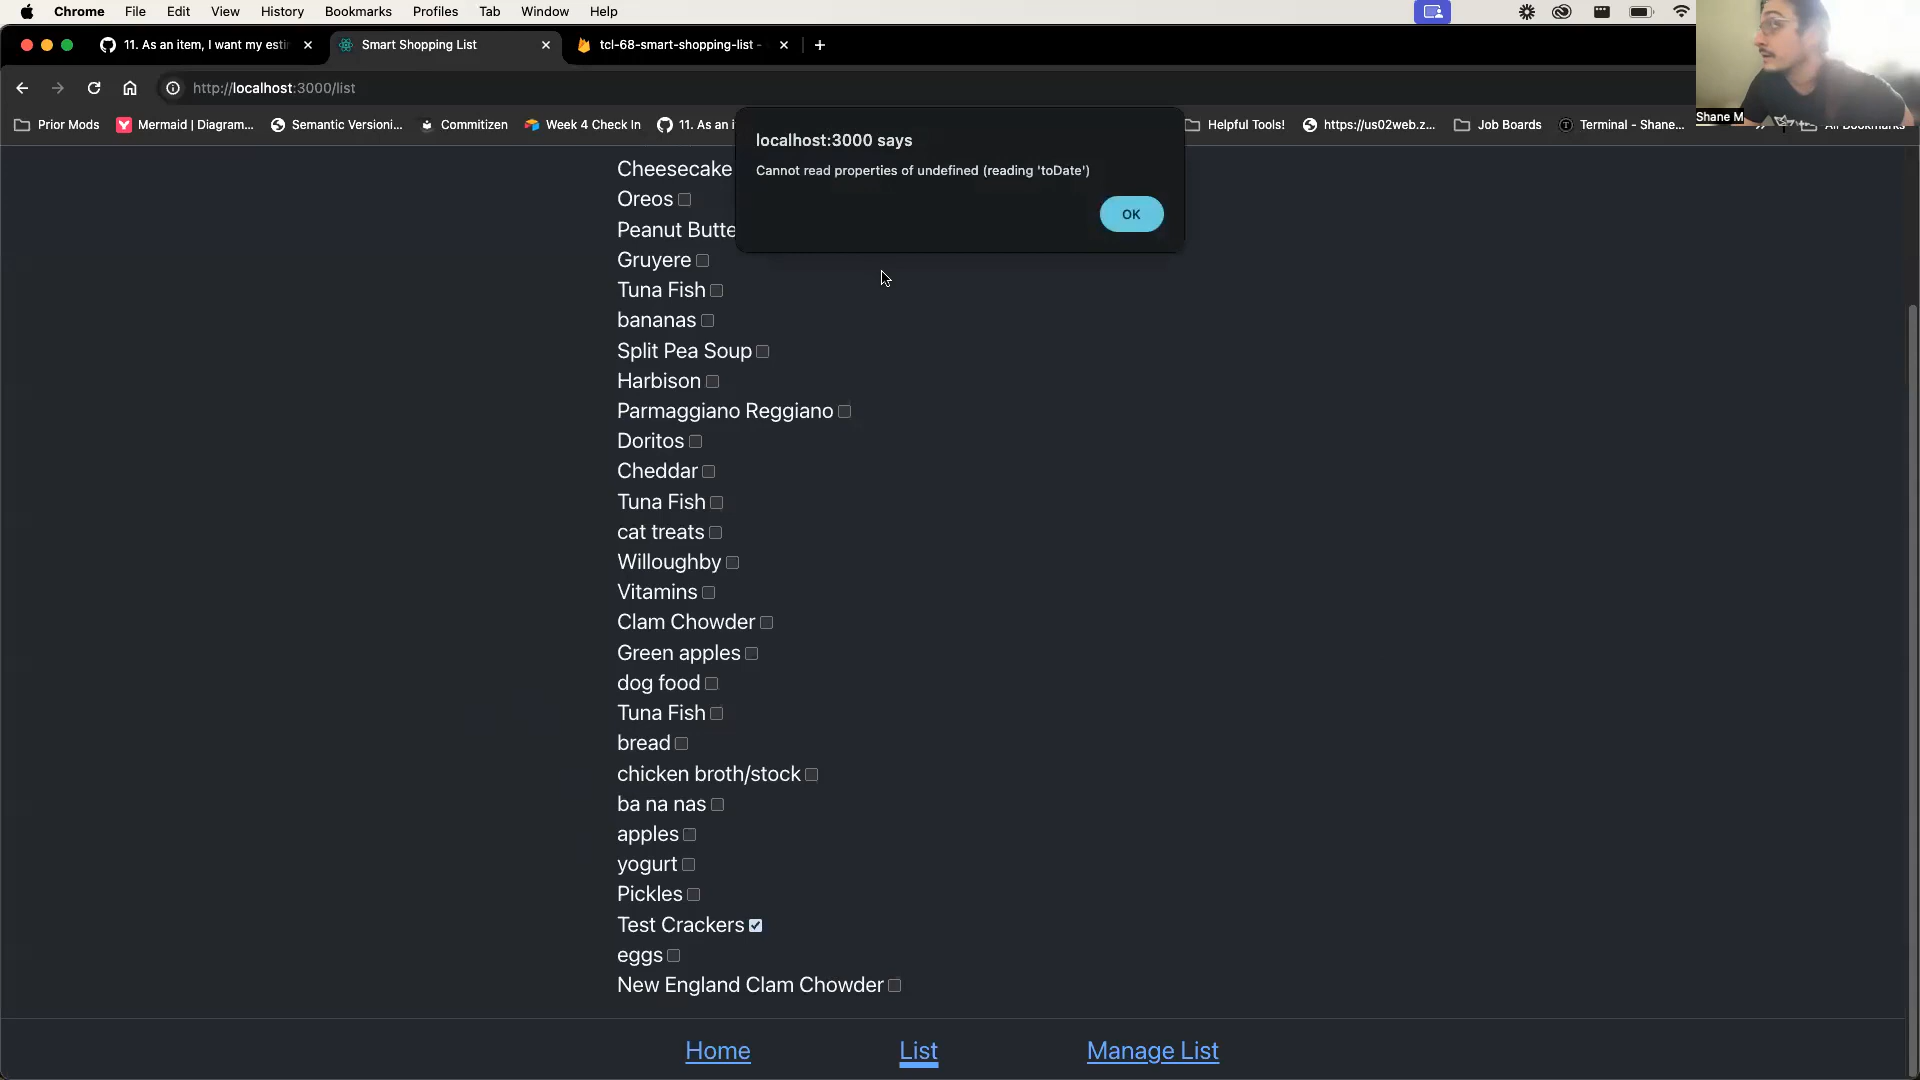 Chrome File Edit View History Bookmarks Profiles Tab Window Help
11. As an item, I want my esti
Smart Shopping List
tcl-68-smart-shopping-list -
http://localhost:3000/list
Prior Mods
Mermaid | Diagram...
Semantic Versioni...
Commitizen
Week 4 Check In
11. As an i
Helpful Tools!
https://us02web.z...
Job Boards
Terminal - Shane...
»
All Bookmarks
Shane M
localhost:3000 says
Cannot read properties of undefined (reading 'toDate')
OK
Cheesecake
Oreos
Peanut Butte
Gruyere
Tuna Fish
bananas
Split Pea Soup
Harbison
Parmaggiano Reggiano
Doritos
Cheddar
Tuna Fish
cat treats
Willoughby
Vitamins
Clam Chowder
Green apples
dog food
Tuna Fish
bread
chicken broth/stock
ba na nas
apples
yogurt
Pickles
Test Crackers
eggs
New England Clam Chowder
Home List Manage List